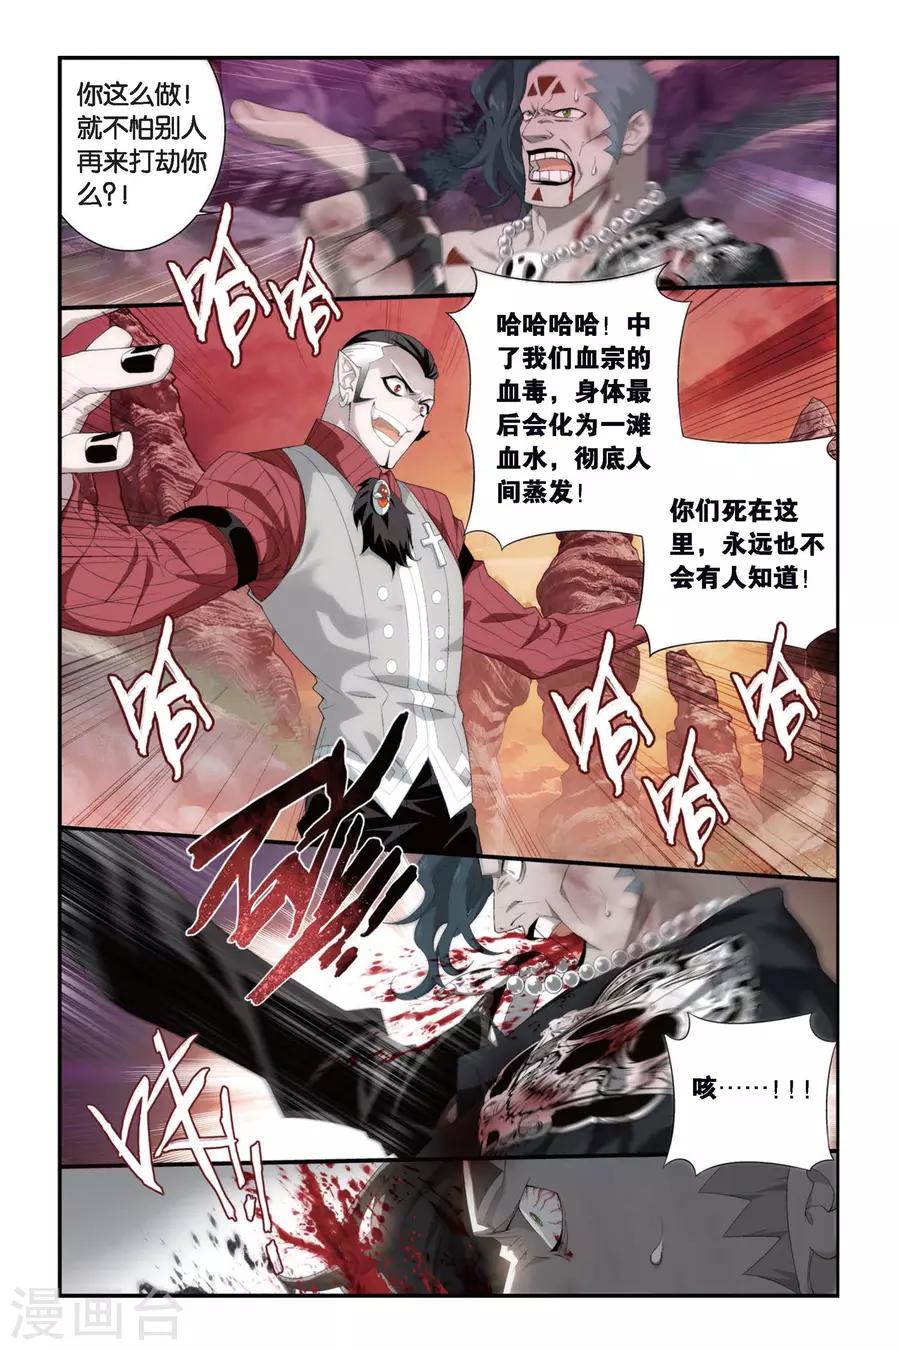 你这么做！
就不怕别人
再来打劫你
么？！
哈
哈
哈哈哈哈！中
了我们血宗的
血毒，身体最
后会化为一滩
血水，彻底人
间蒸发！
你们死在这
里，永远也不
会有人知道！
哈
哈
哈
哈
咳……！！！
漫画台